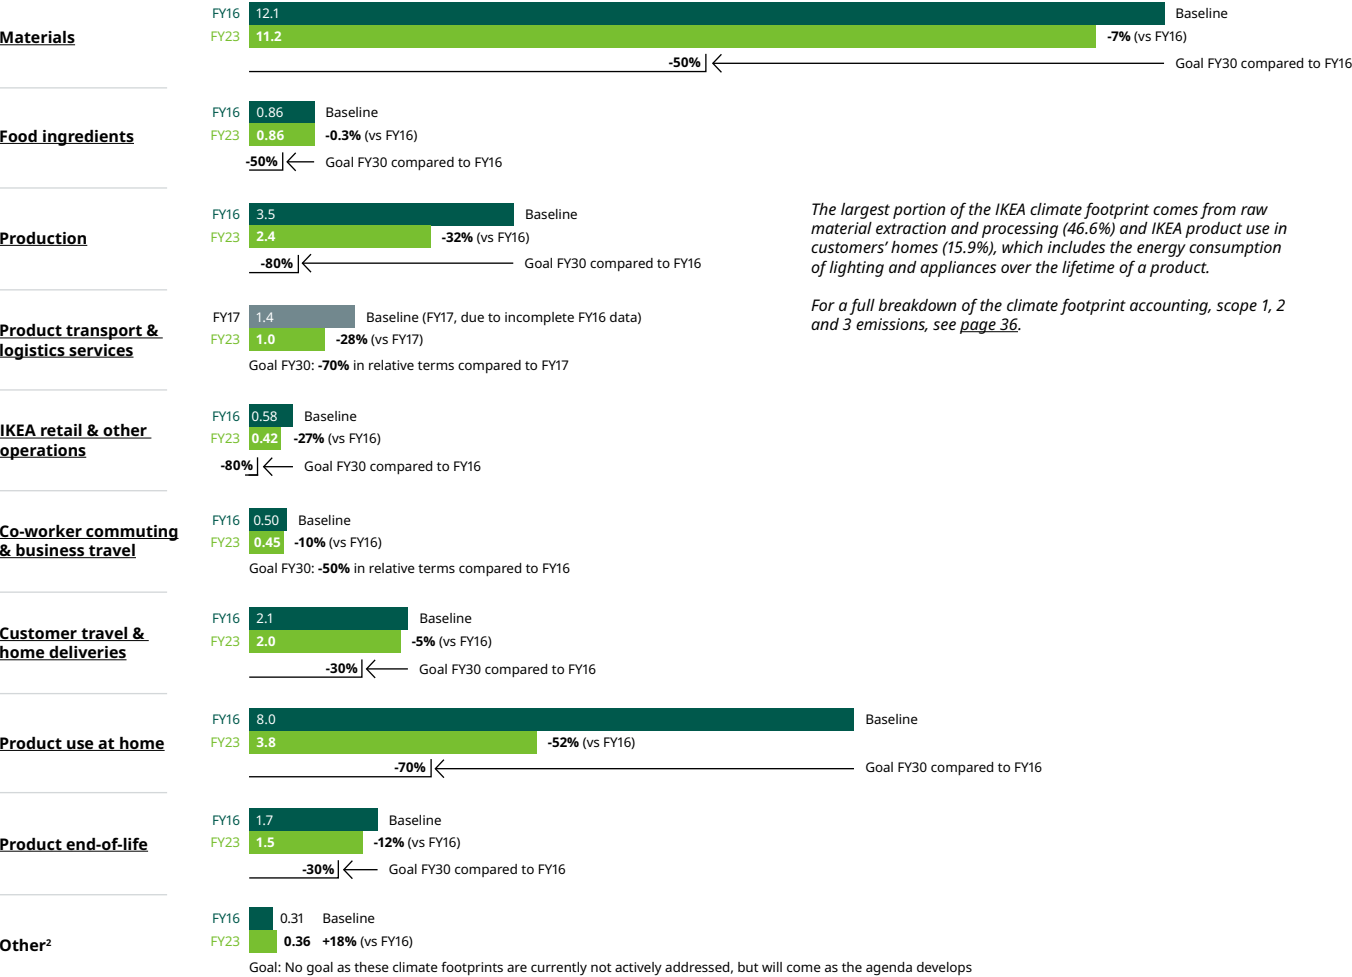 Materials
FY16 12.1 Baseline
FY23 11.2 -7% (vs FY16)
-50% Goal FY30 compared to FY16
Food ingredients
FY16 0.86 Baseline
FY23 0.86 -0.3% (vs FY16)
-50% Goal FY30 compared to FY16
Production
FY16 3.5 Baseline
FY23 2.4 -32% (vs FY16)
-80% Goal FY30 compared to FY16
The largest portion of the IKEA climate footprint comes from raw
material extraction and processing (46.6%) and IKEA product use in
customers’ homes (15.9%), which includes the energy consumption
of lighting and appliances over the lifetime of a product.
For a full breakdown of the climate footprint accounting, scope 1, 2
and 3 emissions, see page 36.
Product transport &
logistics services
FY17 1.4 Baseline (FY17, due to incomplete FY16 data)
FY23 1.0 -28% (vs FY17)
Goal FY30: -70% in relative terms compared to FY17
IKEA retail & other
operations
FY16 0.58 Baseline
FY23 0.42 -27% (vs FY16)
-80% Goal FY30 compared to FY16
Co-worker commuting
& business travel
FY16 0.50 Baseline
FY23 0.45 -10% (vs FY16)
Goal FY30: -50% in relative terms compared to FY16
Customer travel &
home deliveries
FY16 2.1 Baseline
FY23 2.0 -5% (vs FY16)
-30% Goal FY30 compared to FY16
Product use at home
FY16 8.0 Baseline
FY23 3.8 -52% (vs FY16)
-70% Goal FY30 compared to FY16
Product end-of-life
FY16 1.7 Baseline
FY23 1.5 -12% (vs FY16)
-30% Goal FY30 compared to FY16
Other²
FY16 0.31 Baseline
FY23 0.36 +18% (vs FY16)
Goal: No goal as these climate footprints are currently not actively addressed, but will come as the agenda develops